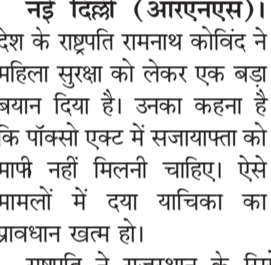 नई दिल्ली (आरएनएस)।
देश के राष्ट्रपति रामनाथ कोविंद ने
महिला सुरक्षा को लेकर एक बड़ा
बयान दिया है। उनका कहना है
कि पॉक्सो एक्ट में सजायाफ्ता को
माफी नहीं मिलनी चाहिए। ऐसे
मामलों में दया याचिका का
प्रावधान खत्म हो।